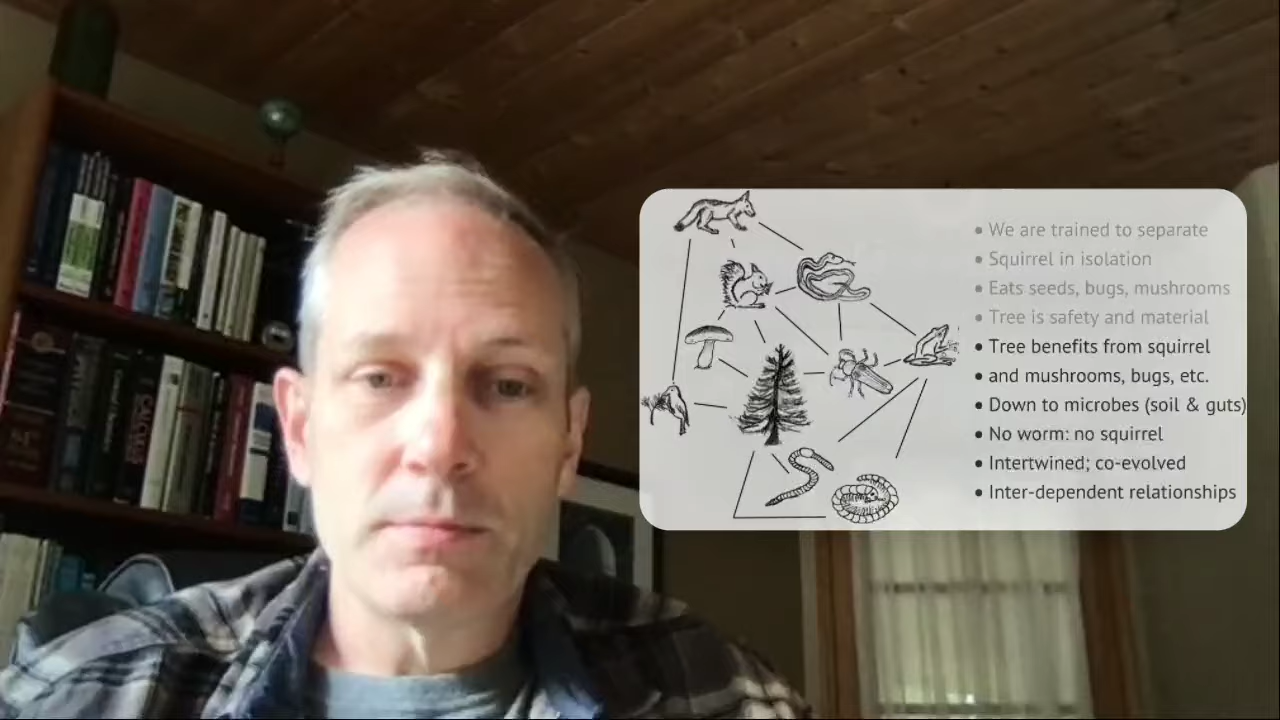 • We are trained to separate
• Squirrel in isolation
• Eats seeds, bugs, mushrooms
• Tree is safety and material
• Tree benefits from squirrel
• and mushrooms, bugs, etc.
• Down to microbes (soil & guts)
• No worm: no squirrel
• Intertwined; co-evolved
• Inter-dependent relationships
CALCULUS